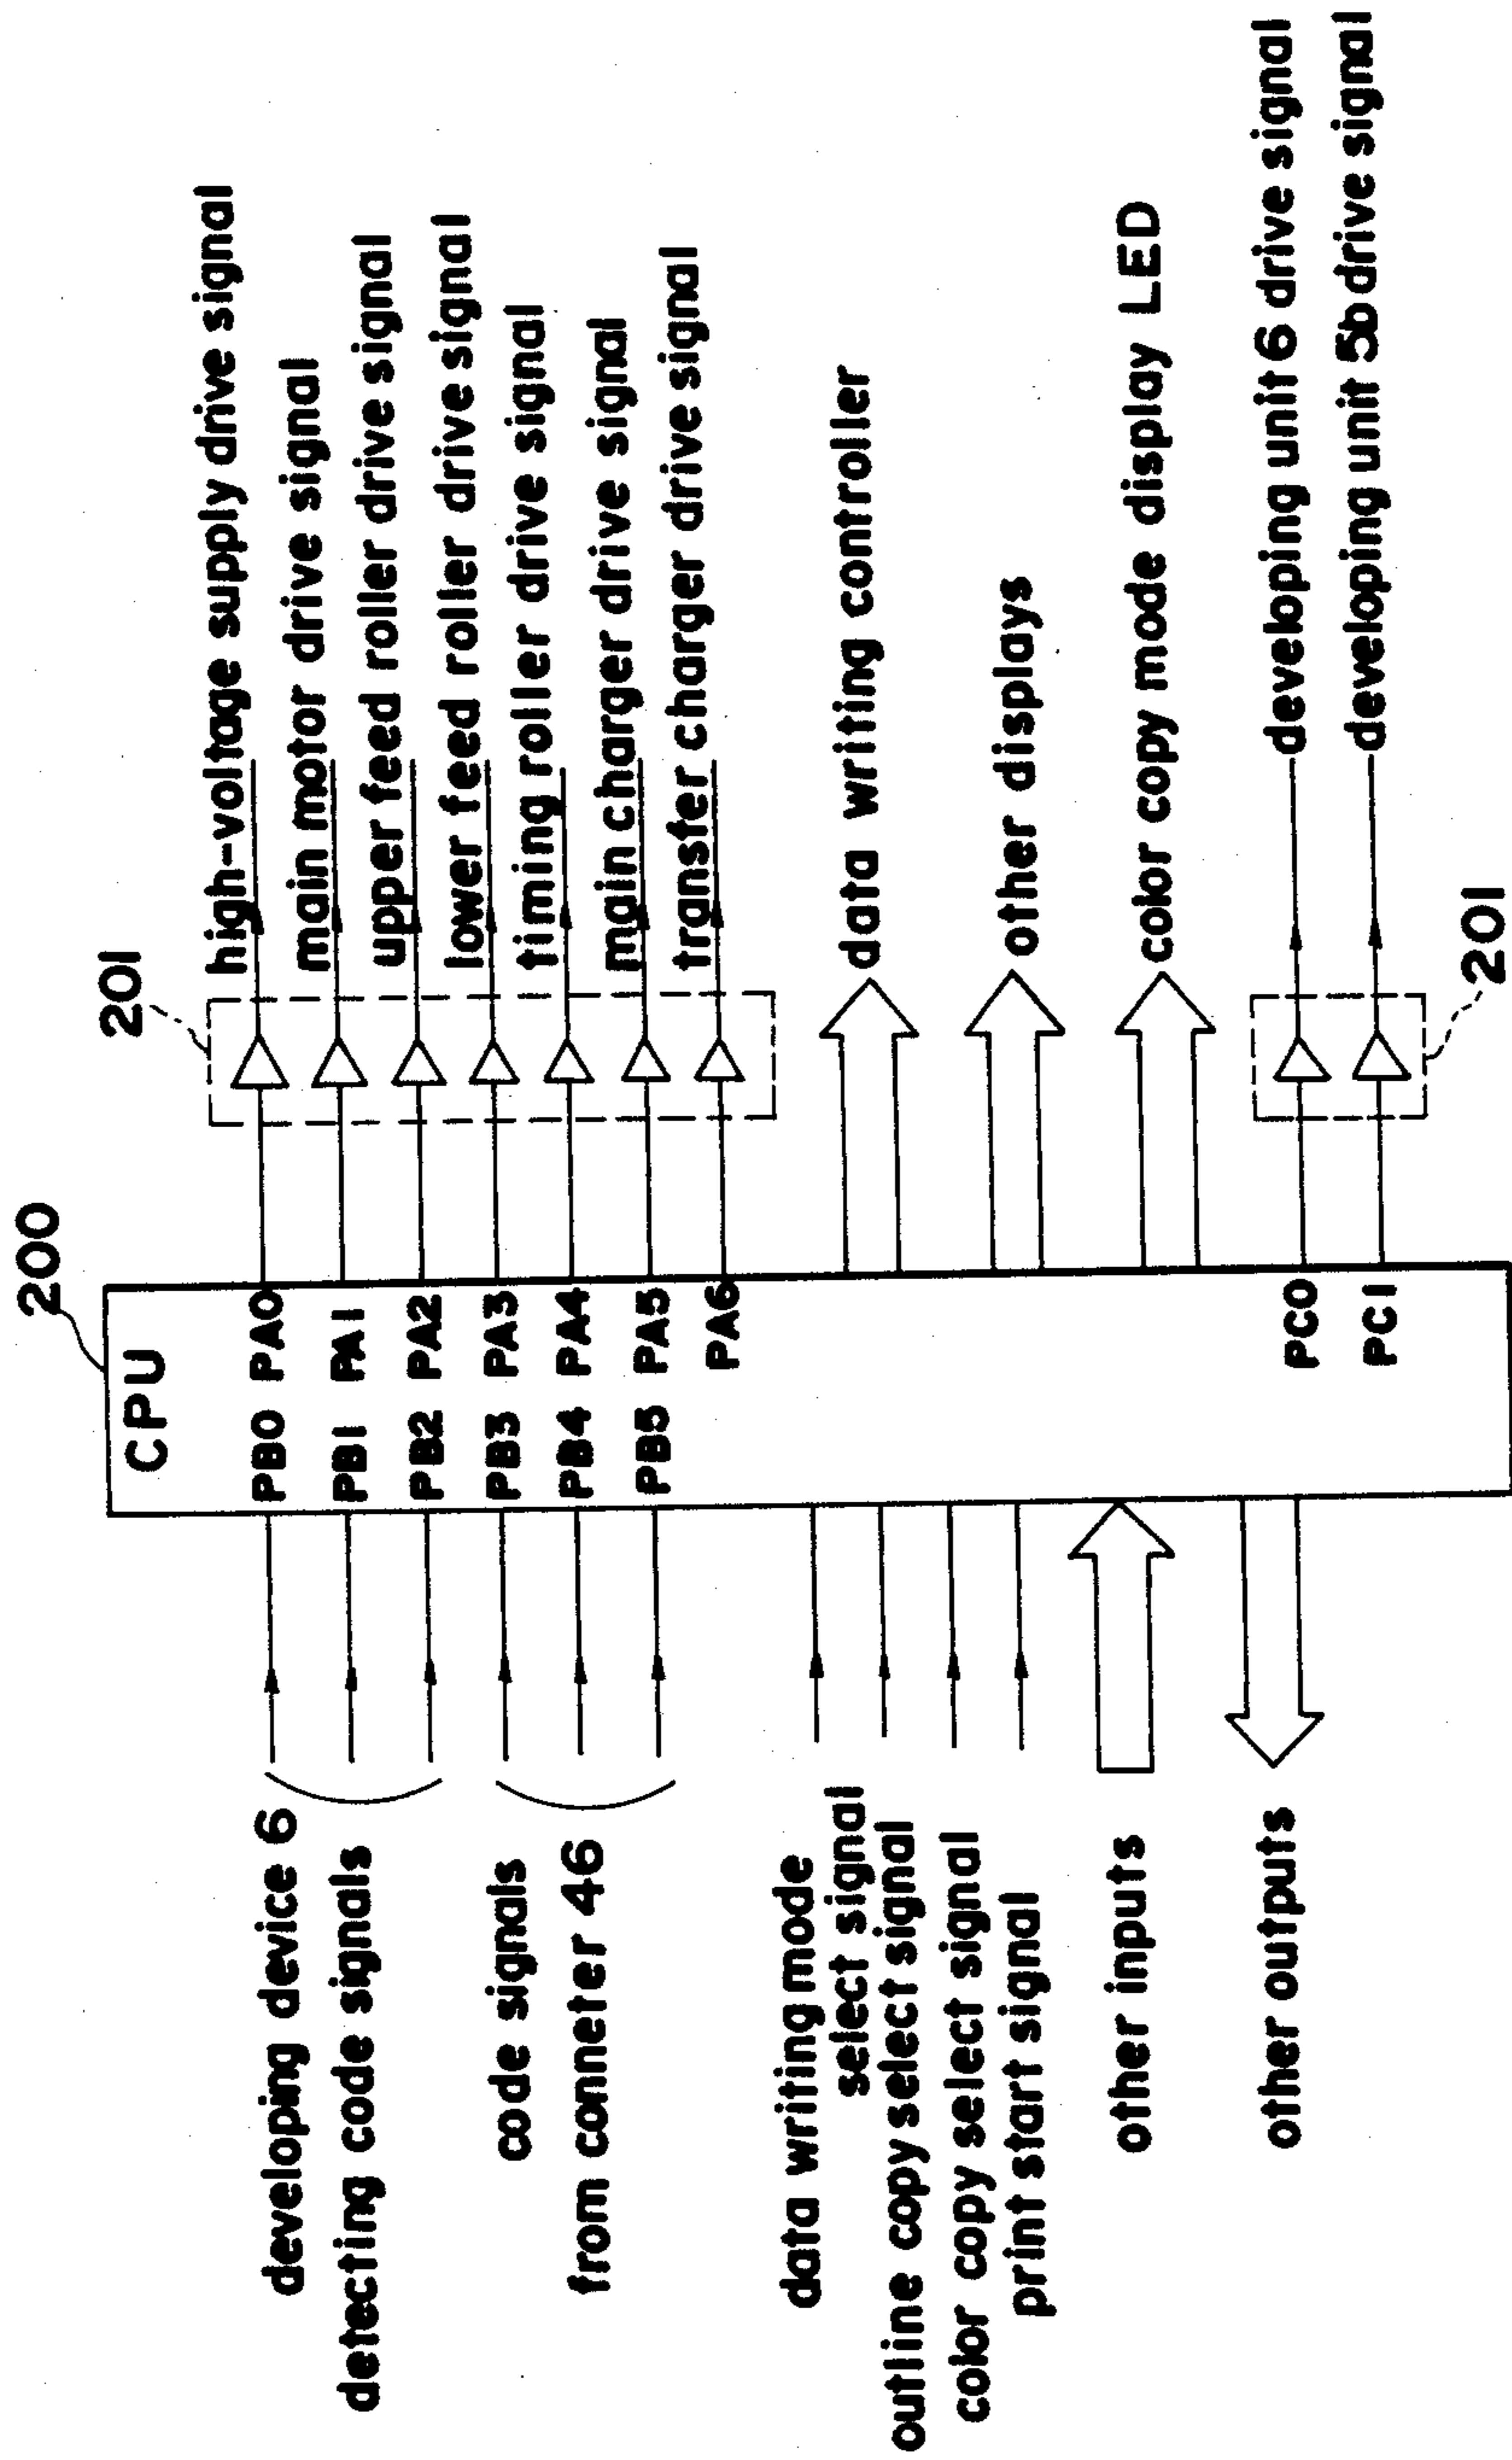 200
CPU
201
developing device 6
detecting code signals
code signals
from conneter 46
data writing mode
select signal
outline copy select signal
color copy select signal
print start signal
other inputs
other outputs
PB0 PA0
PB1 PA1
PB2 PA2
PB3 PA3
PB4 PA4
PB5 PA5
PA6
PC0
PC1
high-voltage supply drive signal
main motor drive signal
upper feed roller drive signal
lower feed roller drive signal
timing roller drive signal
main charger drive signal
transfer charger drive signal
data writing controller
other displays
color copy mode display LED
developing unit 6 drive signal
developing unit 5b drive signal
201